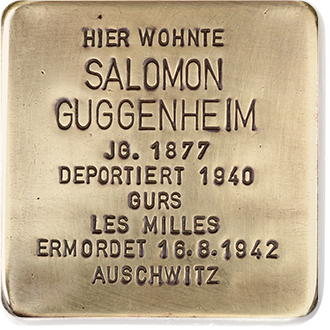 HIER WOHNTE
SALOMON
GUGGENHEIM
JG. 1877
DEPORTIERT 1940
GURS
LES MILLES
ERMORDET 16.8.1942
AUSCHWITZ